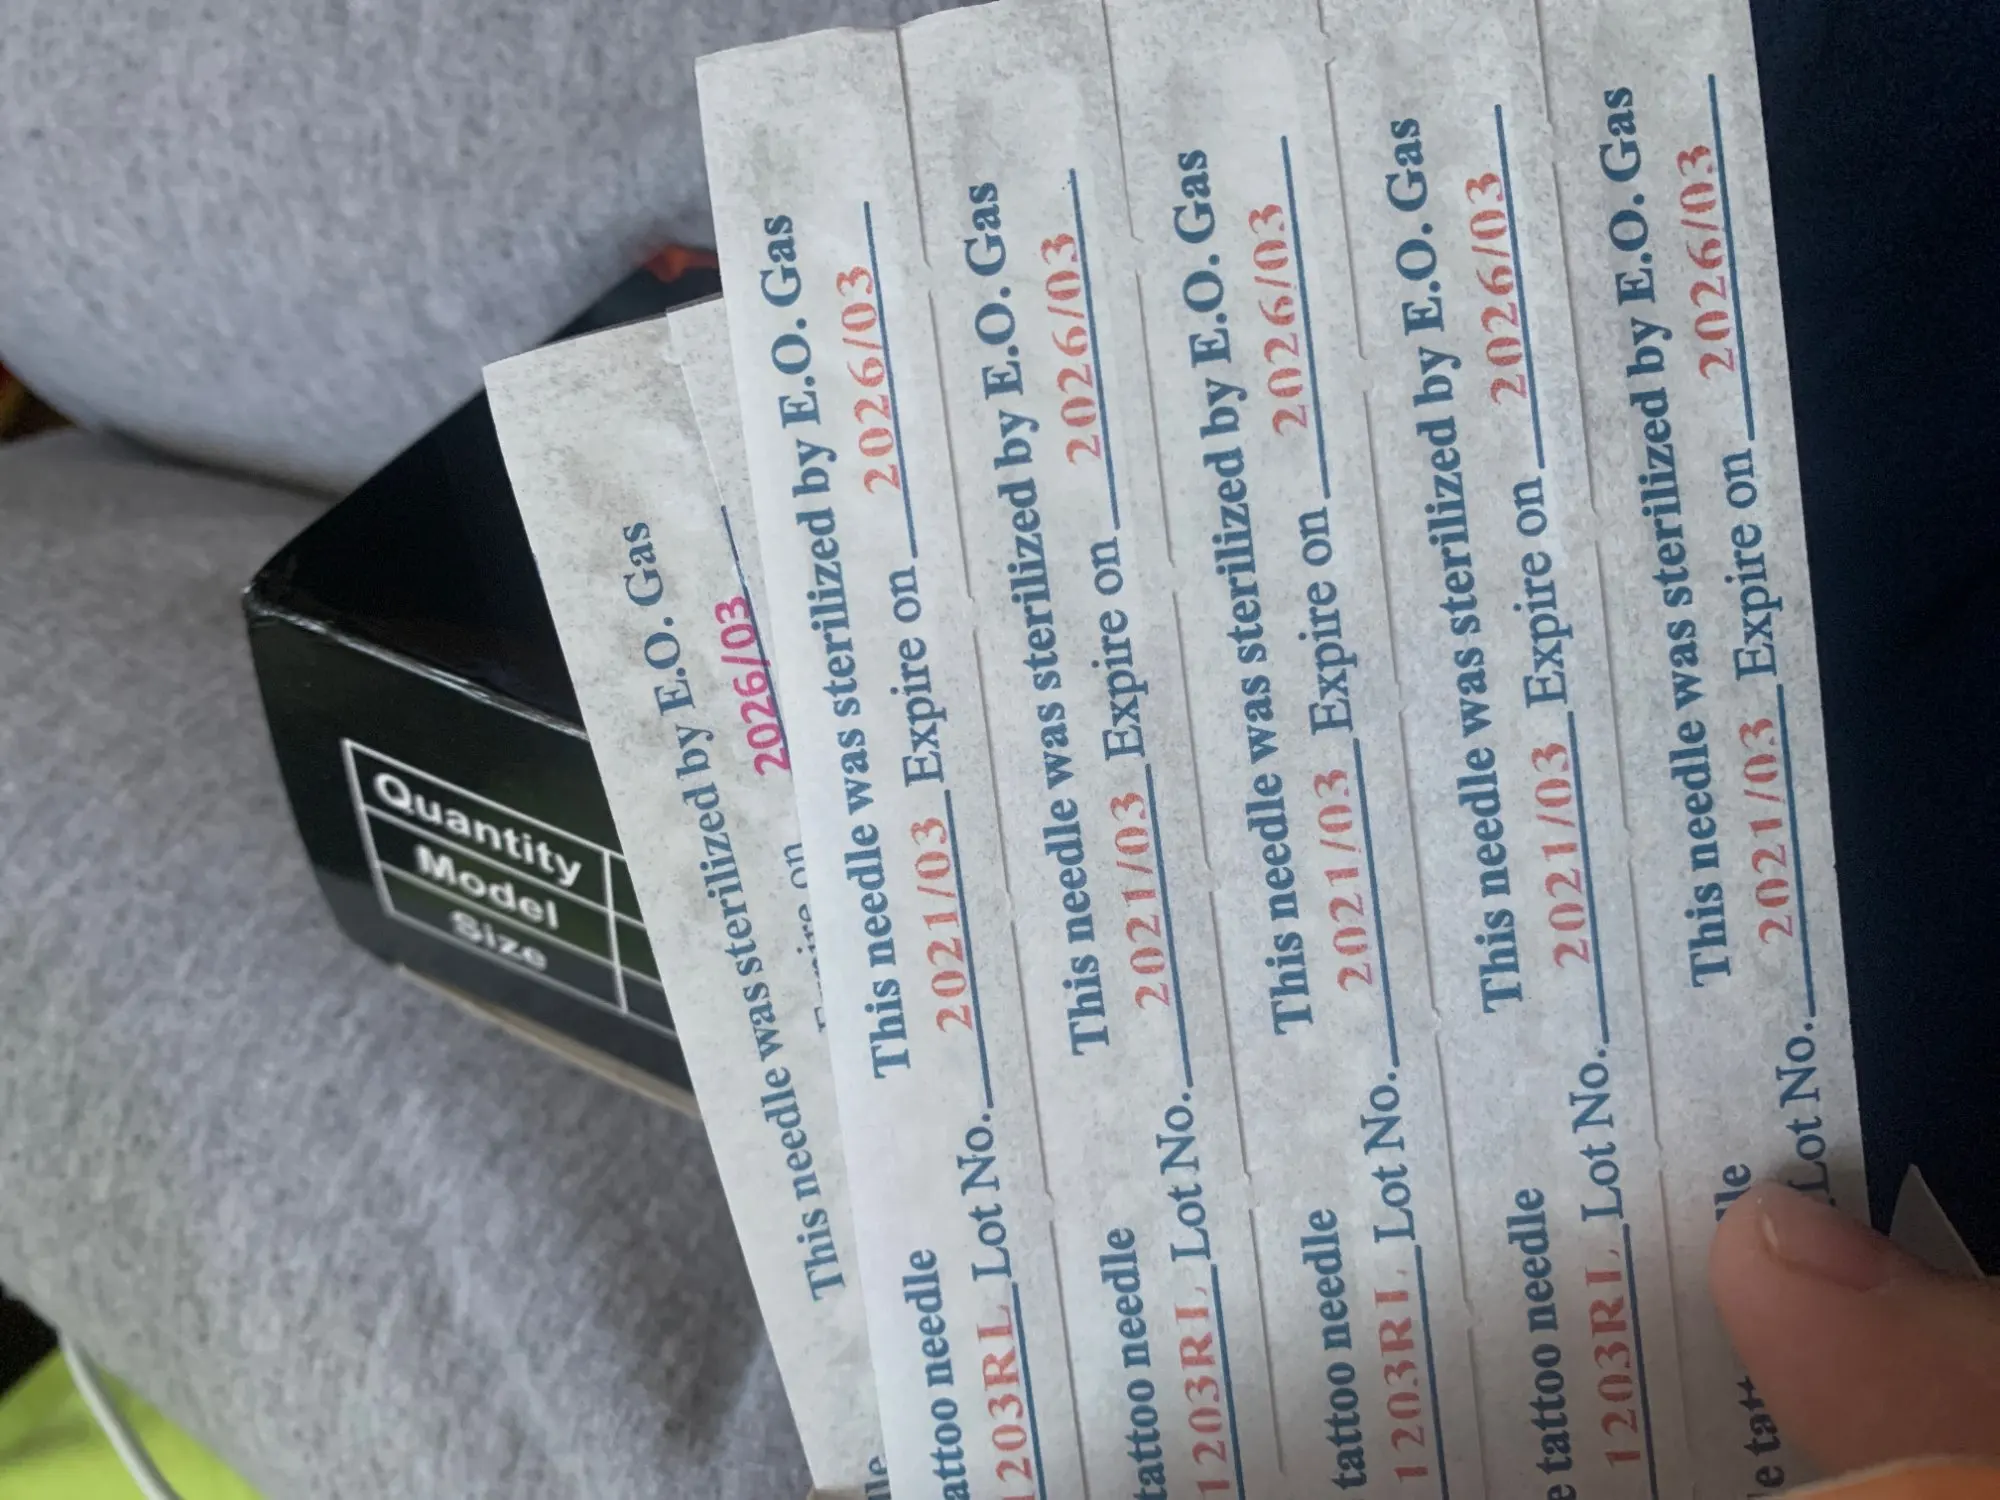 Quantity
Model
Size
This needle was sterilized by E.O. Gas
2026/03
This needle was sterilized by E.O. Gas
tattoo needle
1203RL Lot No. 2021/03 Expire on 2026/03
This needle was sterilized by E.O. Gas
tattoo needle
1203RL Lot No. 2021/03 Expire on 2026/03
This needle was sterilized by E.O. Gas
tattoo needle
1203RL Lot No. 2021/03 Expire on 2026/03
This needle was sterilized by E.O. Gas
tattoo needle
1203RL Lot No. 2021/03 Expire on 2026/03
This needle was sterilized by E.O. Gas
Lot No. 2021/03 Expire on 2026/03